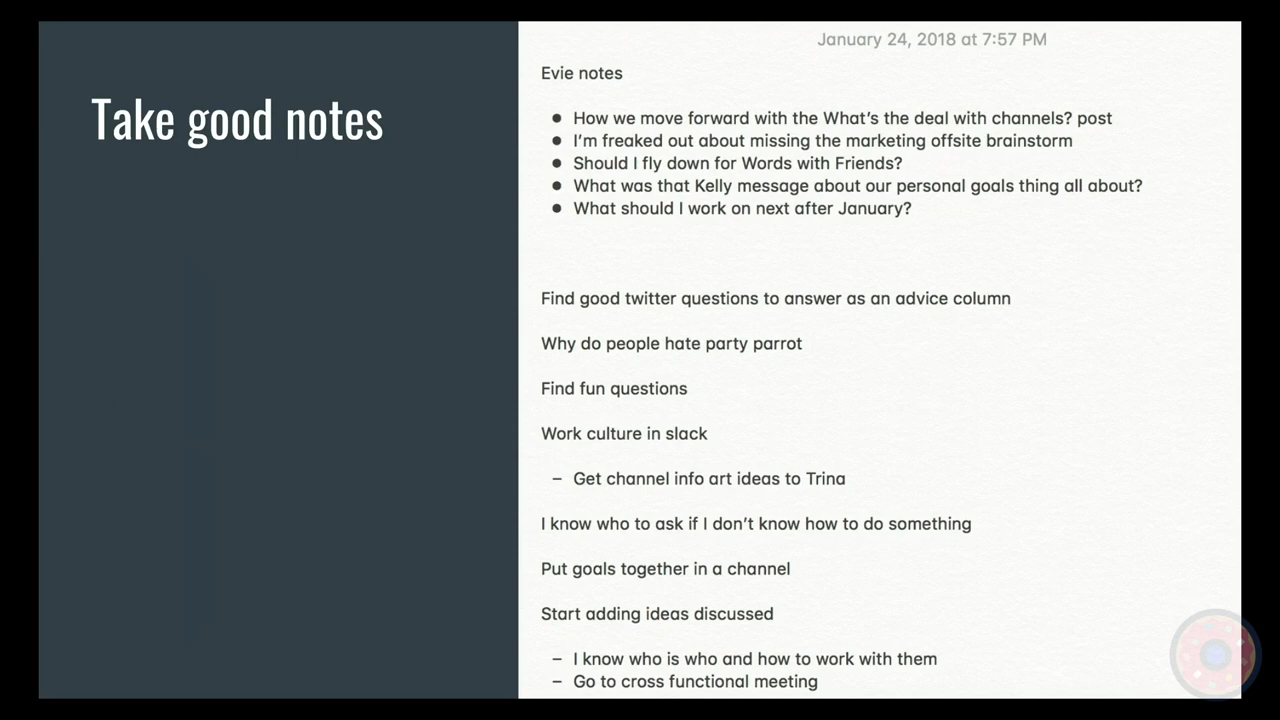 Take good notes
January 24, 2018 at 7:57 PM
Evie notes
● How we move forward with the What's the deal with channels? post
● I'm freaked out about missing the marketing offsite brainstorm
● Should I fly down for Words with Friends?
● What was that Kelly message about our personal goals thing all about?
● What should I work on next after January?
Find good twitter questions to answer as an advice column
Why do people hate party parrot
Find fun questions
Work culture in slack
– Get channel info art ideas to Trina
I know who to ask if I don't know how to do something
Put goals together in a channel
Start adding ideas discussed
– I know who is who and how to work with them
– Go to cross functional meeting